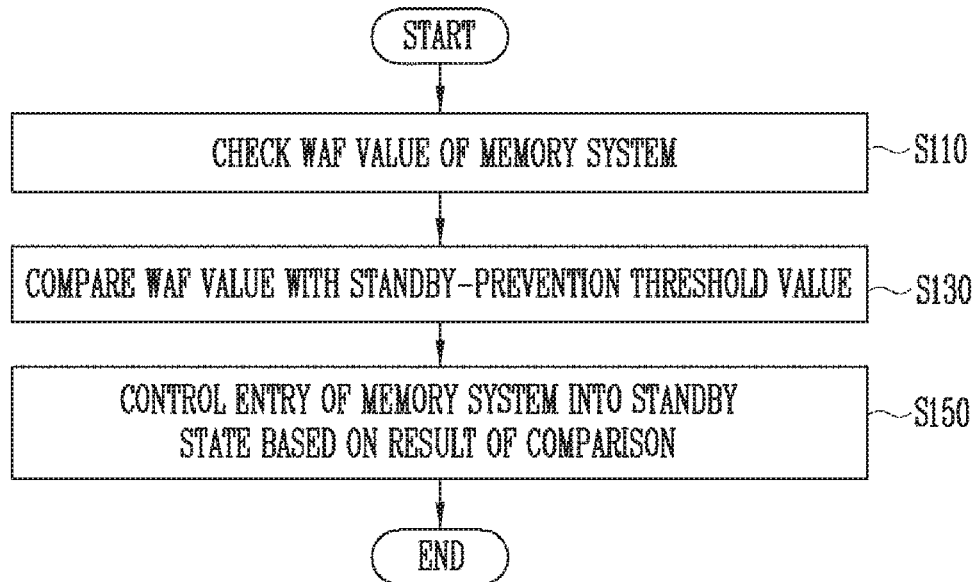 START
CHECK WAF VALUE OF MEMORY SYSTEM
S110
COMPARE WAF VALUE WITH STANDBY-PREVENTION THRESHOLD VALUE
S130
CONTROL ENTRY OF MEMORY SYSTEM INTO STANDBY
STATE BASED ON RESULT OF COMPARISON
S150
END